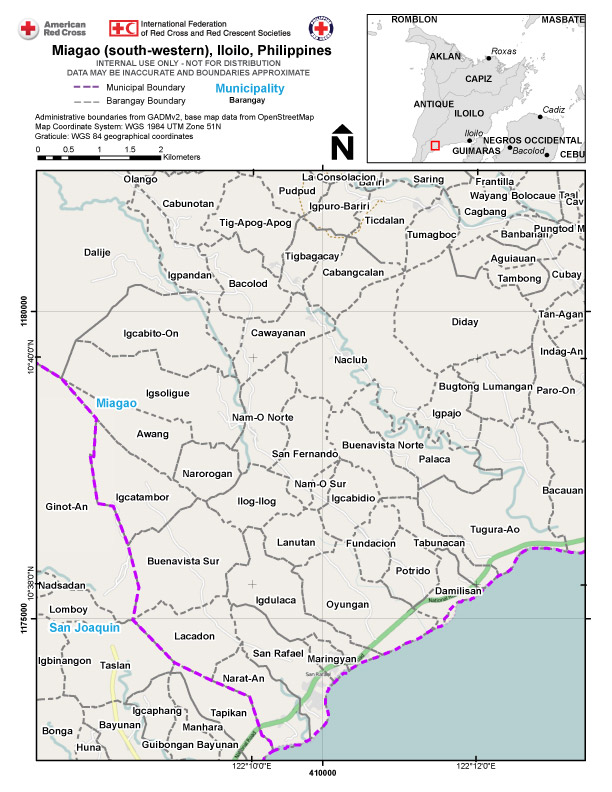 American Red Cross
International Federation of Red Cross and Red Crescent Societies
PHILIPPINE RED CROSS
Miagao (south-western), Iloilo, Philippines
INTERNAL USE ONLY - NOT FOR DISTRIBUTION
DATA MAY BE INACCURATE AND BOUNDARIES APPROXIMATE
Municipal Boundary
Municipality
Barangay Boundary
Barangay
Administrative boundaries from GADMv2, base map data from OpenStreetMap
Map Coordinate System: WGS 1984 UTM Zone 51N
Graticule: WGS 84 geographical coordinates
0 0.5 1 2
Kilometers
N
ROMBLON
MASBATE
Roxas
AKLAN
CAPIZ
ANTIQUE
ILOILO
Cadiz
Iloilo
NEGROS OCCIDENTAL
GUIMARAS
Bacolod
CEBU
Olango
La Consolacion
Bariri
Saring
Frantilla
Pudpud
Wayang
Bolocaue
Taal
Cabunotan
Igpuro-Bariri
Cagbang
Cav
Tig-Apog-Apog
Ticdalan
Tumagboc
Banbanan
Pungtod M
Dalije
Tigbagacay
Aguiauan
Igpandan
Bacolod
Cabangcalan
Tambong
Cubay
1180000
Tan-Agan
Igcabito-On
Cawayanan
Diday
10°40'0"N
Naclub
Indag-An
Igsoligue
Bugtong Lumangan
Paro-On
Miagao
Nam-O Norte
Igpajo
Awang
Buenavista Norte
San Fernando
Palaca
Narorogan
Nam-O Sur
Bacauan
Igcatambor
Ilog-Ilog
Igcabidio
Ginot-An
Tugura-Ao
Lanutan
Fundacion
Tabunacan
Buenavista Sur
Potrido
10°38'0"N
Nadsadan
Damilisan
National
Igdulaca
Oyungan
Lomboy
1175000
San Joaquin
Lacadon
San Rafael
Maringyan
Igbinangon
Taslan
San Rafael
Narat-An
Igcaphang
Tapikan
Bayunan
Manhara
Bonga
Guibongan Bayunan
Huna
National Road
122°10'0"E
122°12'0"E
410000